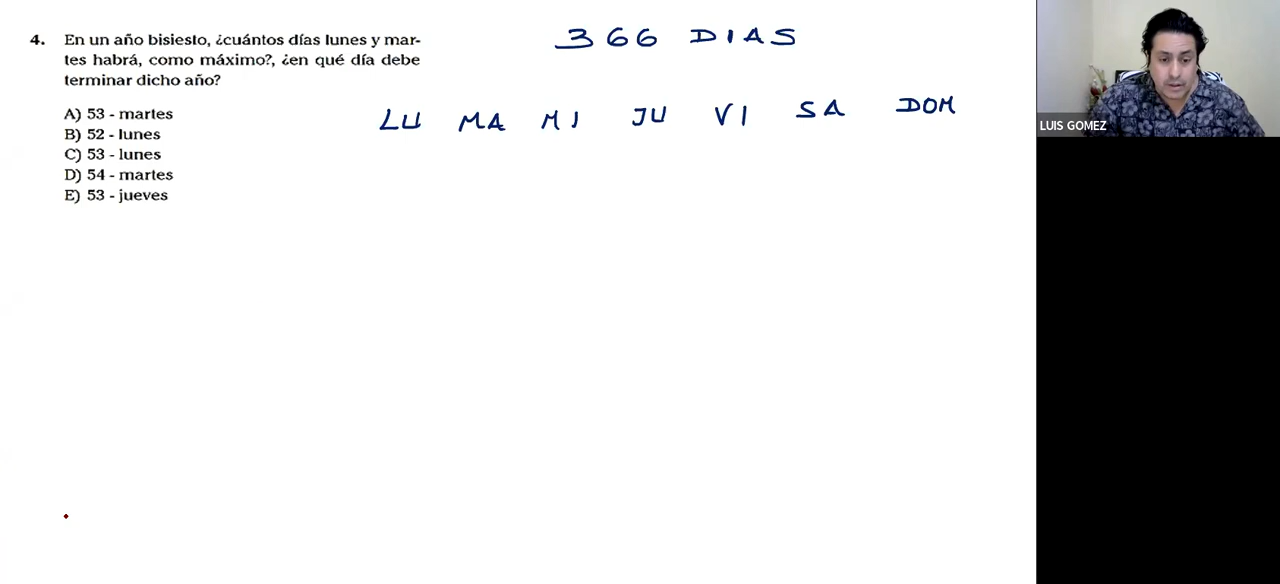 4. En un año bisiesto, ¿cuántos días lunes y mar-
tes habrá, como máximo?, ¿en qué día debe
terminar dicho año?
A) 53 - martes
B) 52 - lunes
C) 53 - lunes
D) 54 - martes
E) 53 - jueves
366 DIAS
LU MA MI JU VI SA DOM
LUIS GOMEZ